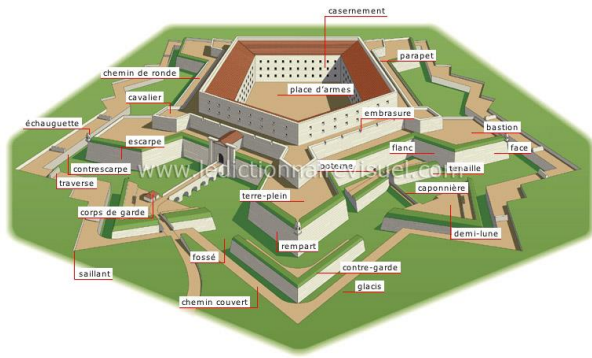 casernement
parapet
chemin de ronde
place d'armes
cavalier
embrasure
échauguette
bastion
escarpe
flanc
face
contrescarpe
poterne
tenaille
www.ledictionnairevisuel.com
traverse
caponnière
terre-plein
corps de garde
demi-lune
rempart
fossé
contre-garde
saillant
glacis
chemin couvert